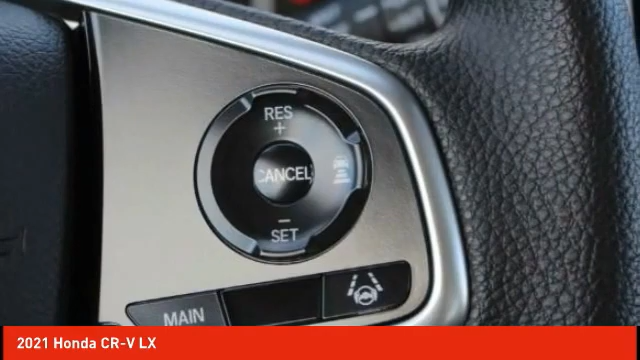 RES
+
CANCEL
−
SET
MAIN
2021 Honda CR-V LX